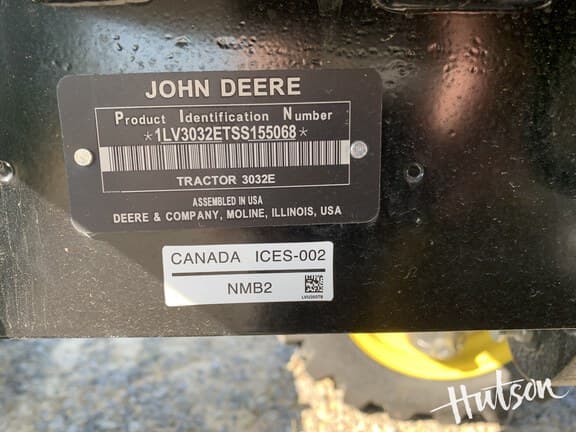 JOHN DEERE
Product Identification Number
*1LV3032ETSS155068*
TRACTOR 3032E
ASSEMBLED IN USA
DEERE & COMPANY, MOLINE, ILLINOIS, USA
CANADA ICES-002
NMB2
Hutson